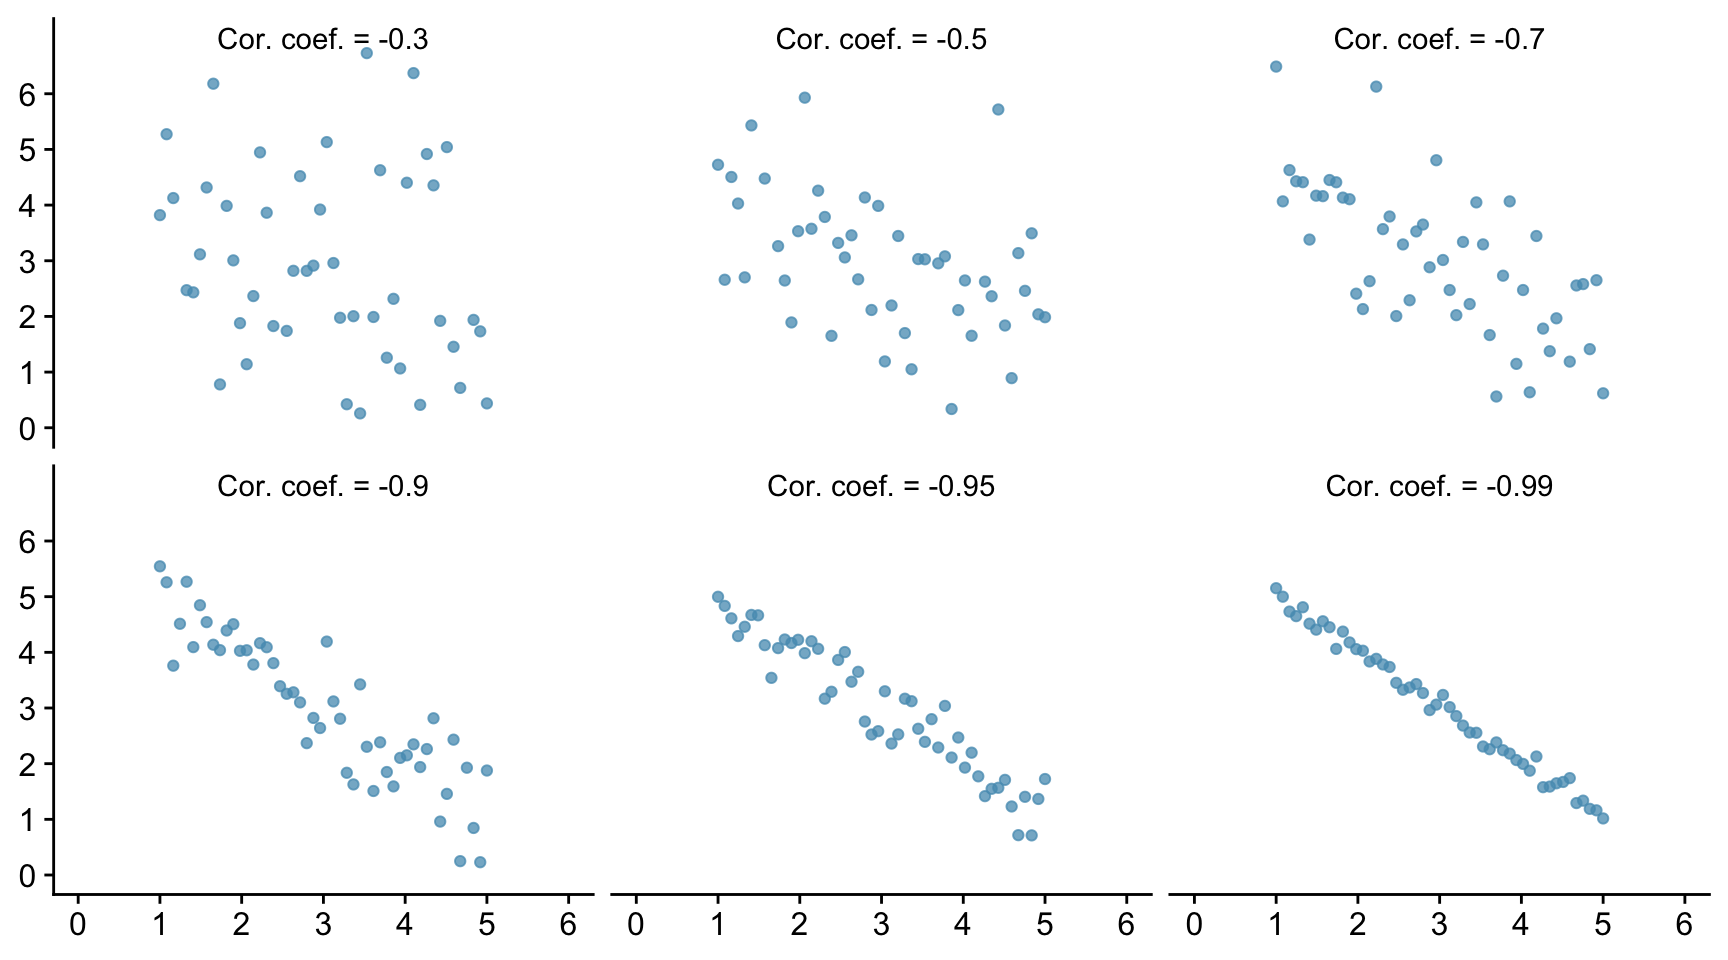 Cor. coef. = -0.3
Cor. coef. = -0.5
Cor. coef. = -0.7
6
5
4
3
2
1
0
Cor. coef. = -0.9
Cor. coef. = -0.95
Cor. coef. = -0.99
6
5
4
3
2
1
0
0 1 2 3 4 5 6
0 1 2 3 4 5 6
0 1 2 3 4 5 6